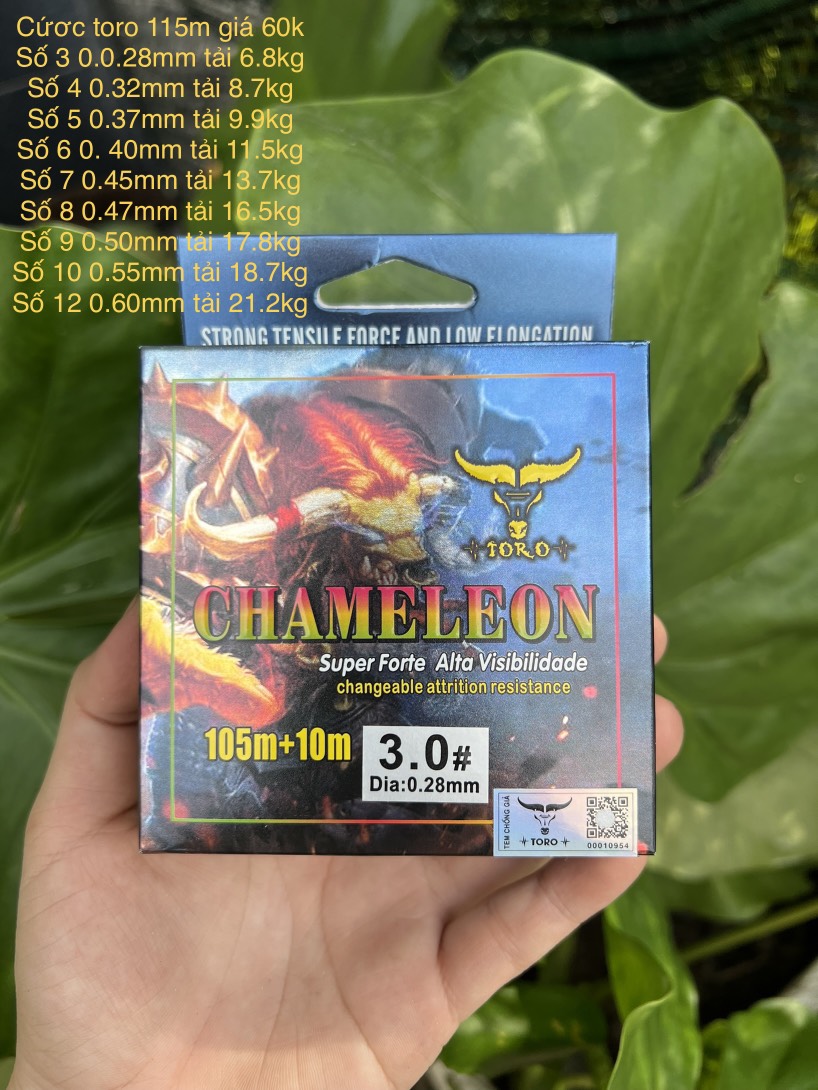 Cứơc toro 115m giá 60k
Số 3 0.0.28mm tải 6.8kg
Số 4 0.32mm tải 8.7kg
Số 5 0.37mm tải 9.9kg
Số 6 0. 40mm tải 11.5kg
Số 7 0.45mm tải 13.7kg
Số 8 0.47mm tải 16.5kg
Số 9 0.50mm tải 17.8kg
Số 10 0.55mm tải 18.7kg
Số 12 0.60mm tải 21.2kg
STRONG TENSILE FORCE AND LOW ELONGATION
TORO
CHAMELEON
Super Forte Alta Visibilidade
changeable attrition resistance
105m+10m
3.0#
Dia:0.28mm
TEM CHỐNG GIẢ
TORO
00010954